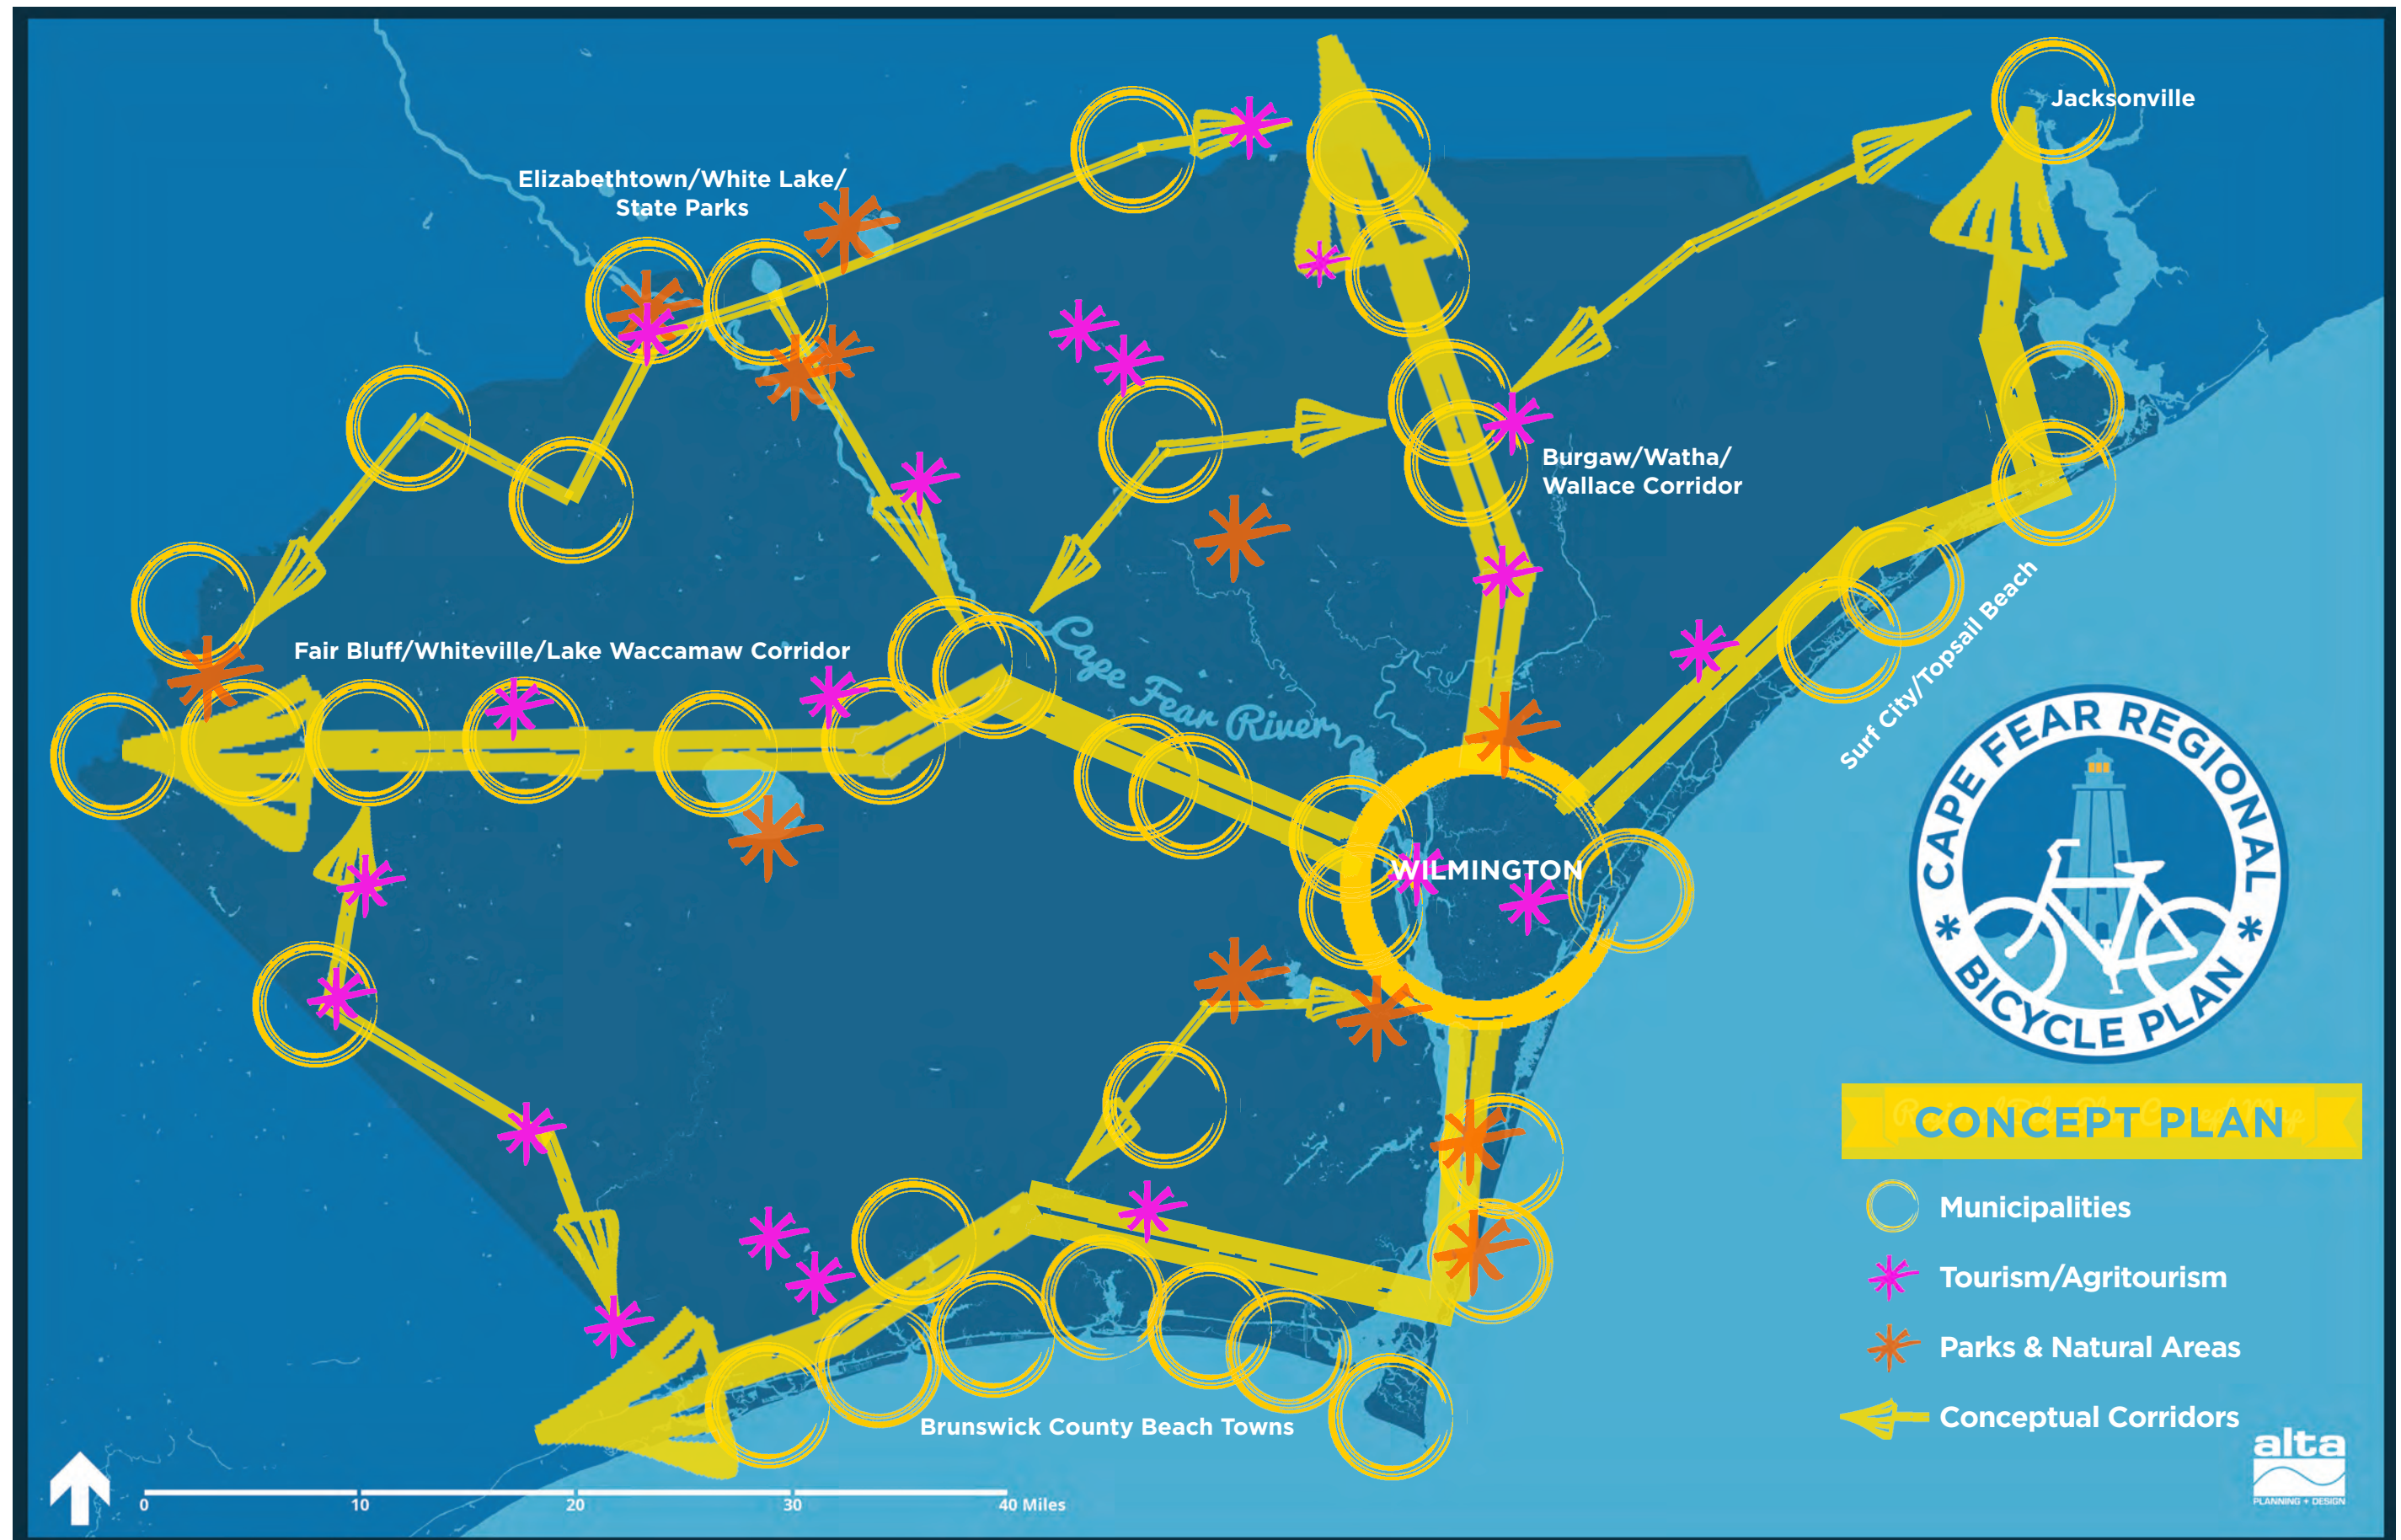 Jacksonville
Elizabethtown/White Lake/
State Parks
Burgaw/Watha/
Wallace Corridor
Fair Bluff/Whiteville/Lake Waccamaw Corridor
Cape Fear River
Surf City/Topsail Beach
WILMINGTON
CAPE FEAR REGIONAL
* BICYCLE PLAN *
CONCEPT PLAN
Municipalities
Tourism/Agritourism
Parks & Natural Areas
Conceptual Corridors
Brunswick County Beach Towns
0 10 20 30 40 Miles
alta
PLANNING + DESIGN